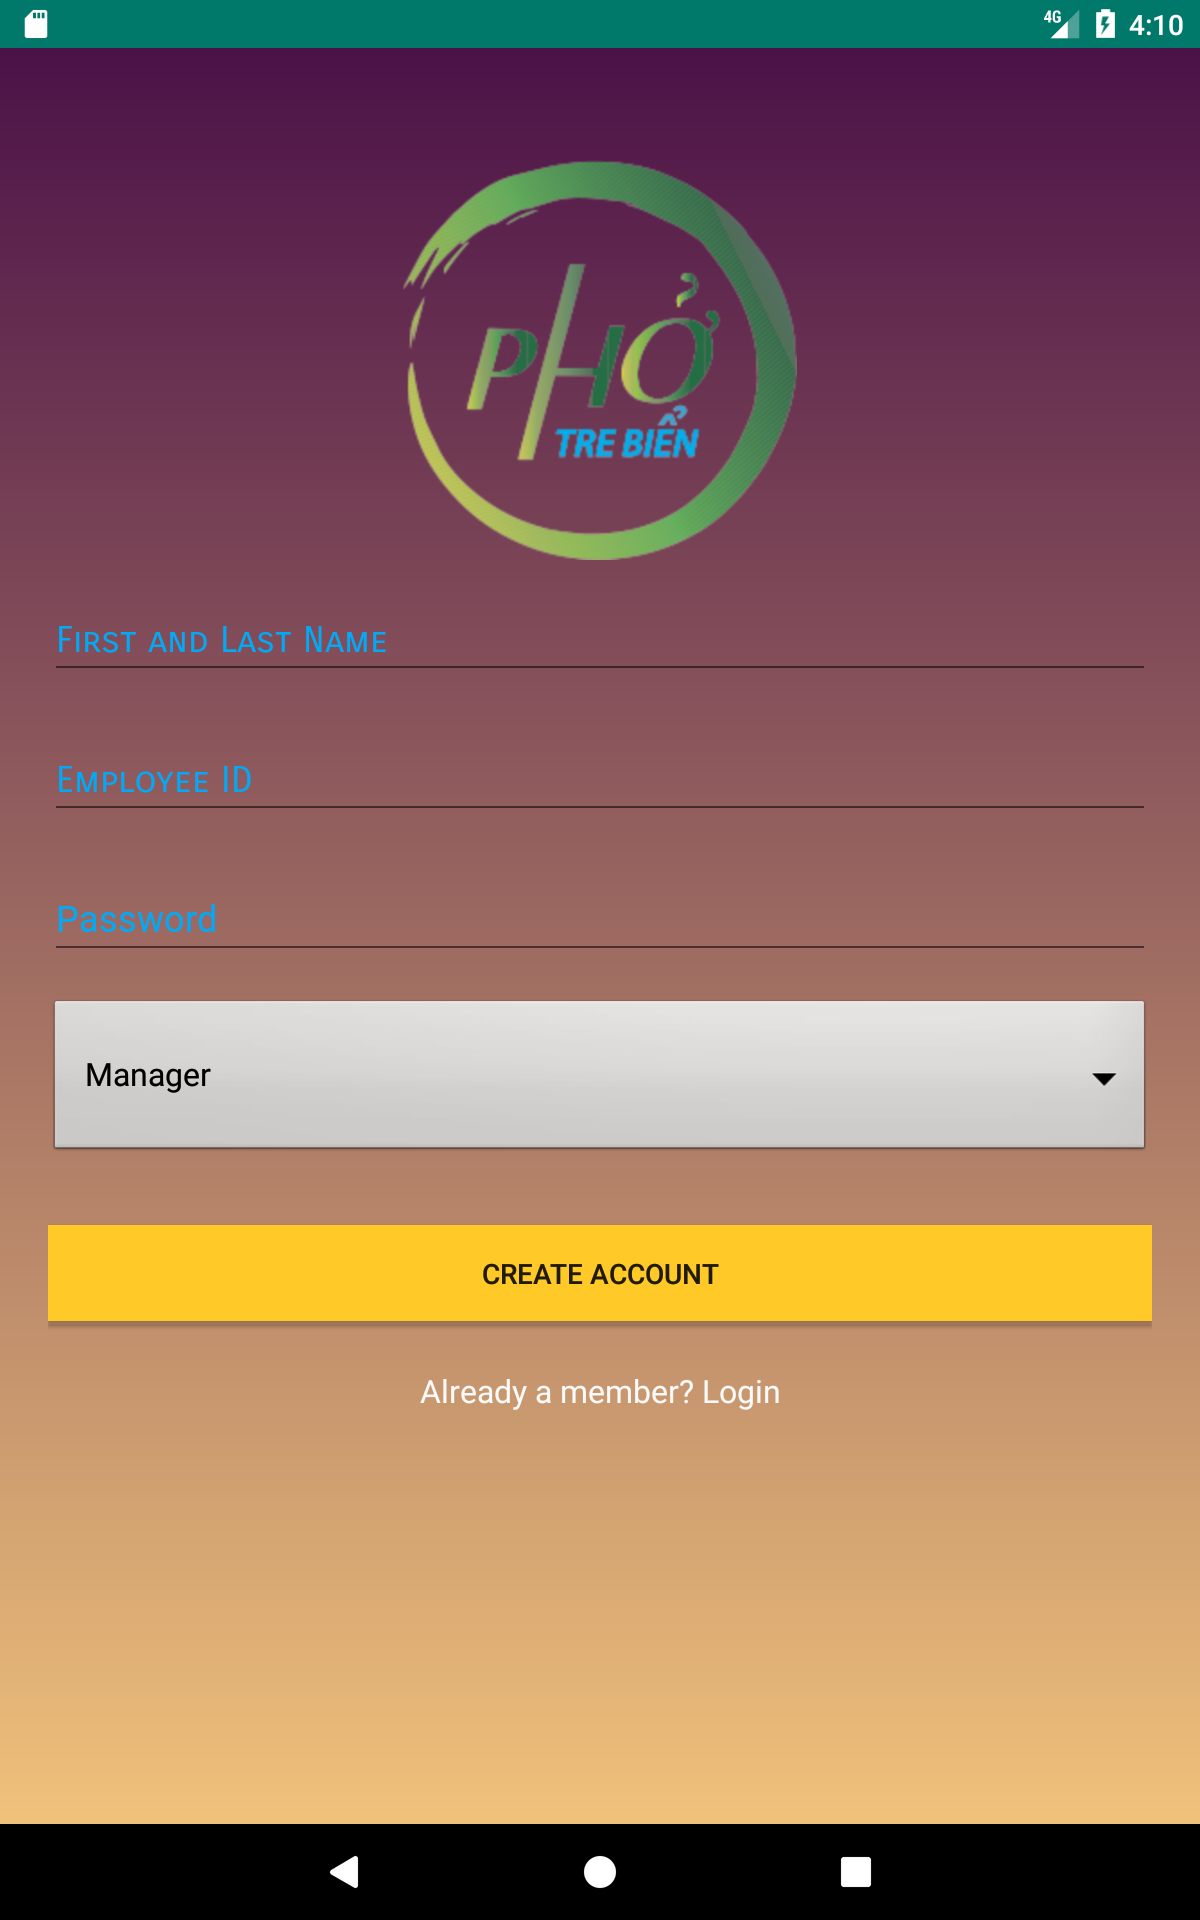 4G 4:10
PHỞ
TRE BIỂN
First and Last Name
Employee ID
Password
Manager
CREATE ACCOUNT
Already a member? Login